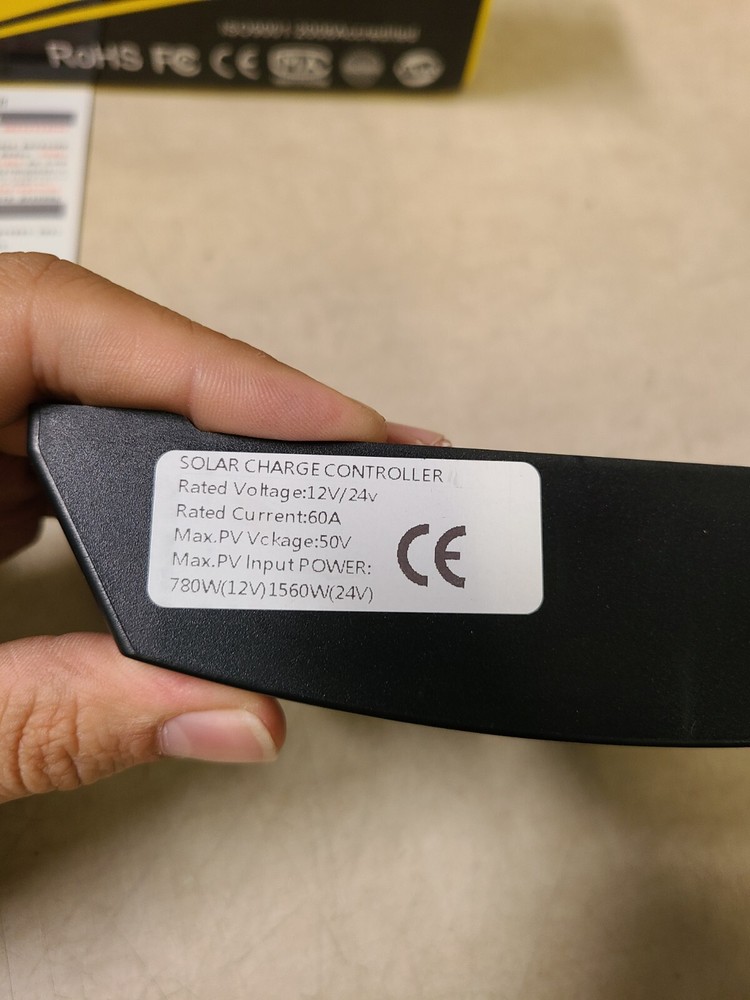 RoHS FC CE
SOLAR CHARGE CONTROLLER
Rated Voltage:12V/24v
Rated Current:60A
Max.PV Vckage:50V
Max.PV Input POWER:
780W(12V)1560W(24V)
CE